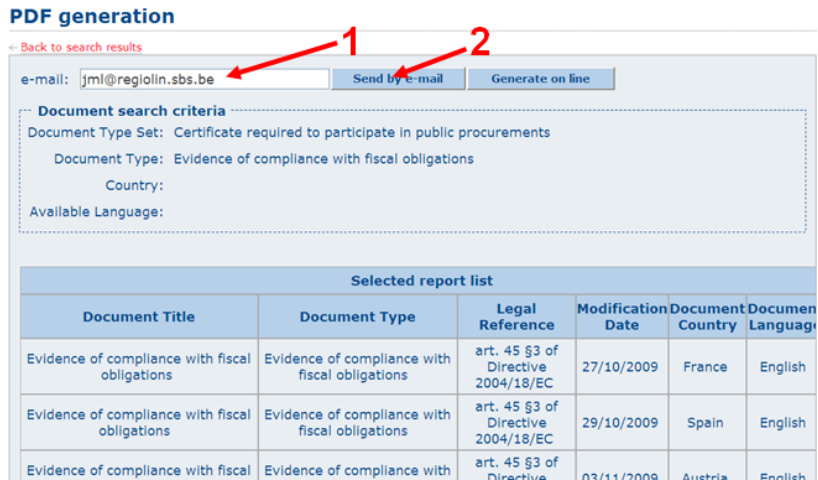 PDF generation
1
2
← Back to search results
e-mail: jml@regiolin.sbs.be Send by e-mail Generate on line
Document search criteria
Document Type Set: Certificate required to participate in public procurements
Document Type: Evidence of compliance with fiscal obligations
Country:
Available Language:
Selected report list
Document Title Document Type Legal Reference Modification Date Document Country Documen Languag
Evidence of compliance with fiscal obligations Evidence of compliance with fiscal obligations art. 45 §3 of Directive 2004/18/EC 27/10/2009 France English
Evidence of compliance with fiscal obligations Evidence of compliance with fiscal obligations art. 45 §3 of Directive 2004/18/EC 29/10/2009 Spain English
Evidence of compliance with fiscal Evidence of compliance with art. 45 §3 of Directive 03/11/2009 Austria English